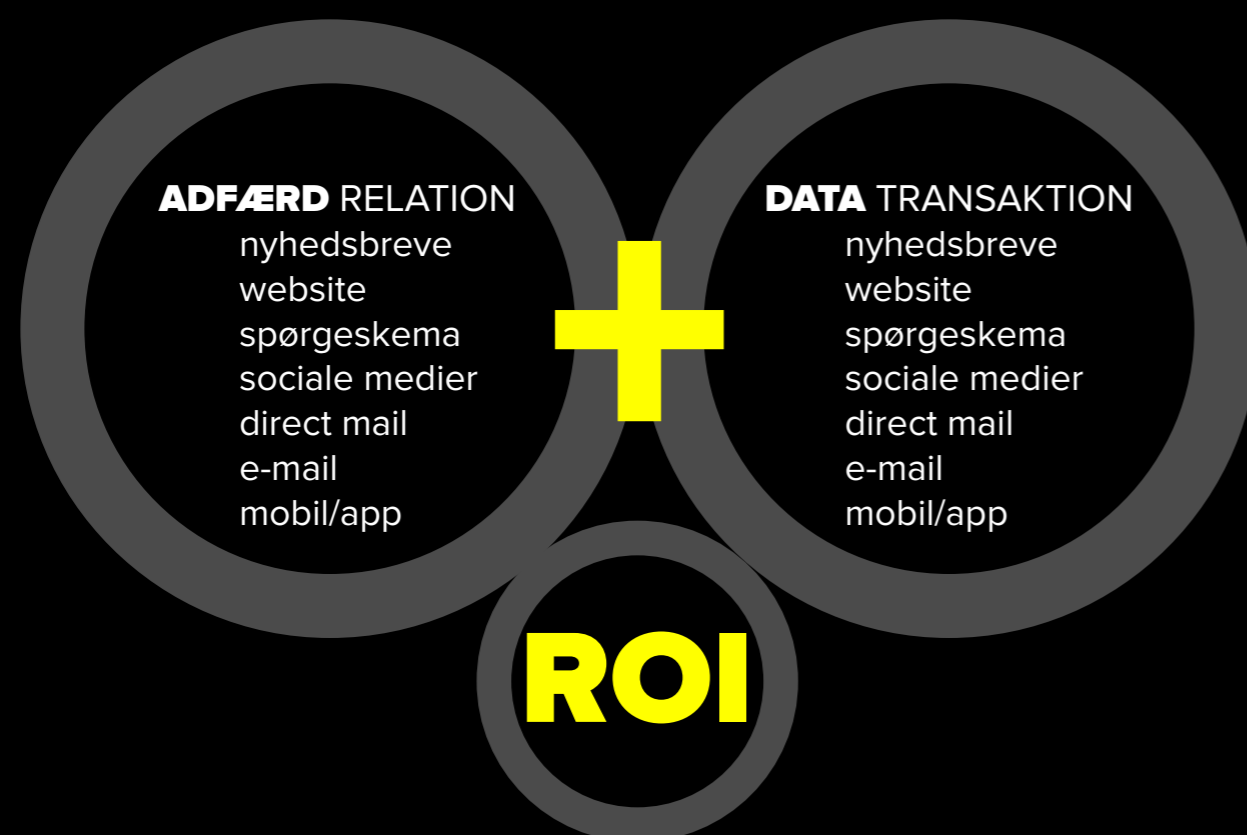 ADFÆRD RELATION
nyhedsbreve
website
spørgeskema
sociale medier
direct mail
e-mail
mobil/app
+
DATA TRANSAKTION
nyhedsbreve
website
spørgeskema
sociale medier
direct mail
e-mail
mobil/app
ROI